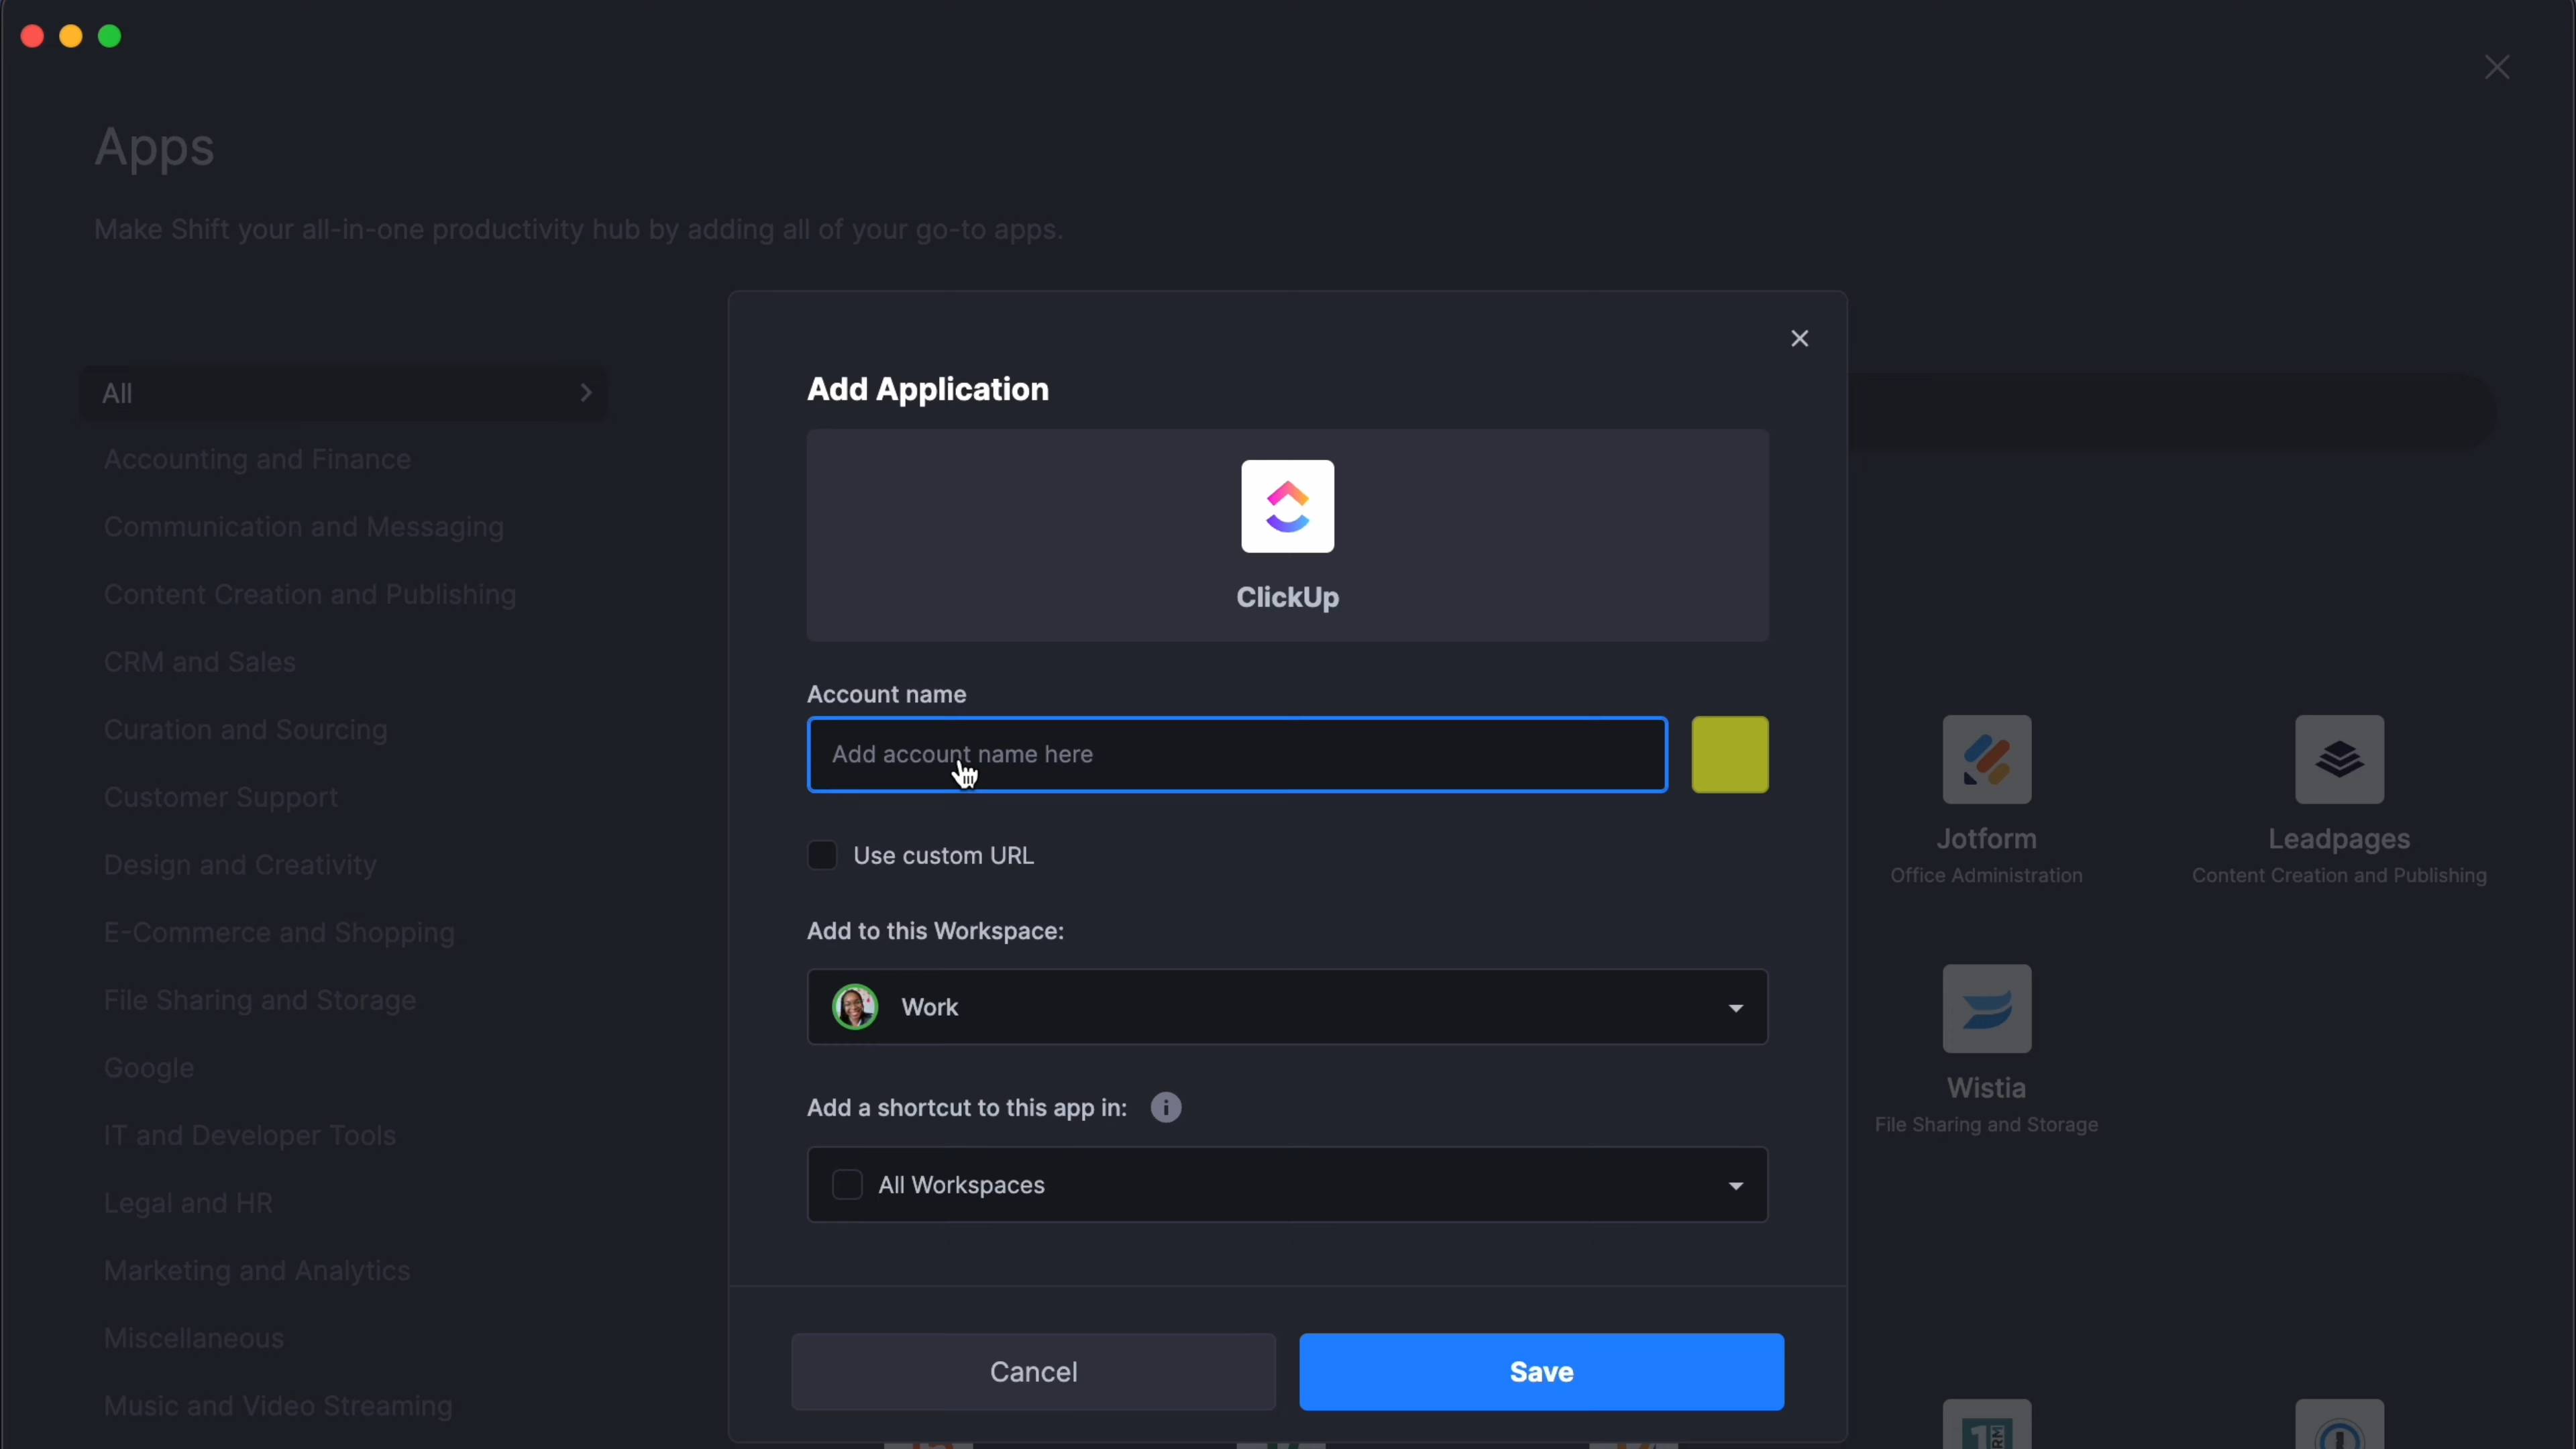 Apps
Make Shift your all-in-one productivity hub by adding all of your go-to apps.
All
Accounting and Finance
Communication and Messaging
Content Creation and Publishing
CRM and Sales
Curation and Sourcing
Customer Support
Design and Creativity
E-Commerce and Shopping
File Sharing and Storage
Google
IT and Developer Tools
Legal and HR
Marketing and Analytics
Miscellaneous
Music and Video Streaming
Add Application
ClickUp
Account name
Add account name here
Use custom URL
Add to this Workspace:
Work
Add a shortcut to this app in:
All Workspaces
Cancel
Save
Jotform
Office Administration
Leadpages
Content Creation and Publishing
Wistia
File Sharing and Storage